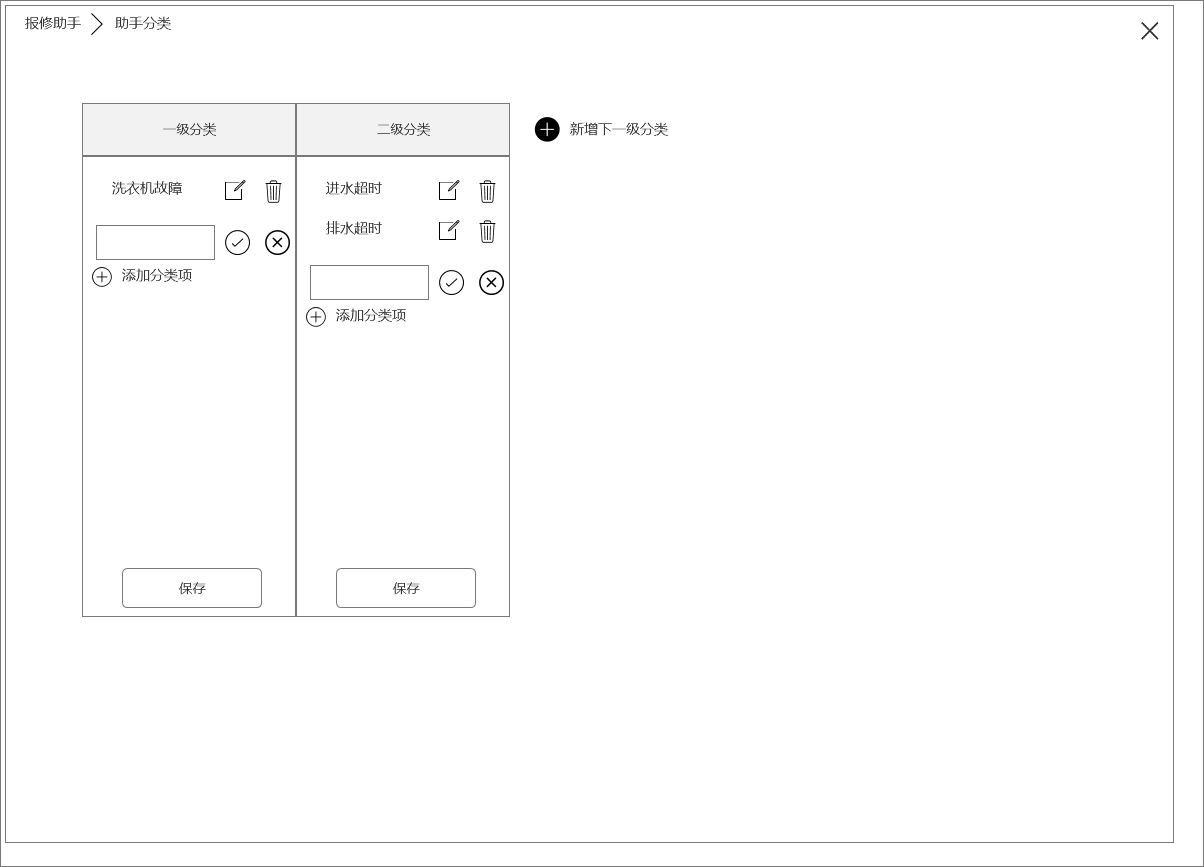 报修助手 助手分类
一级分类 二级分类 新增下一级分类
洗衣机故障 进水超时
排水超时
添加分类项
添加分类项
保存 保存